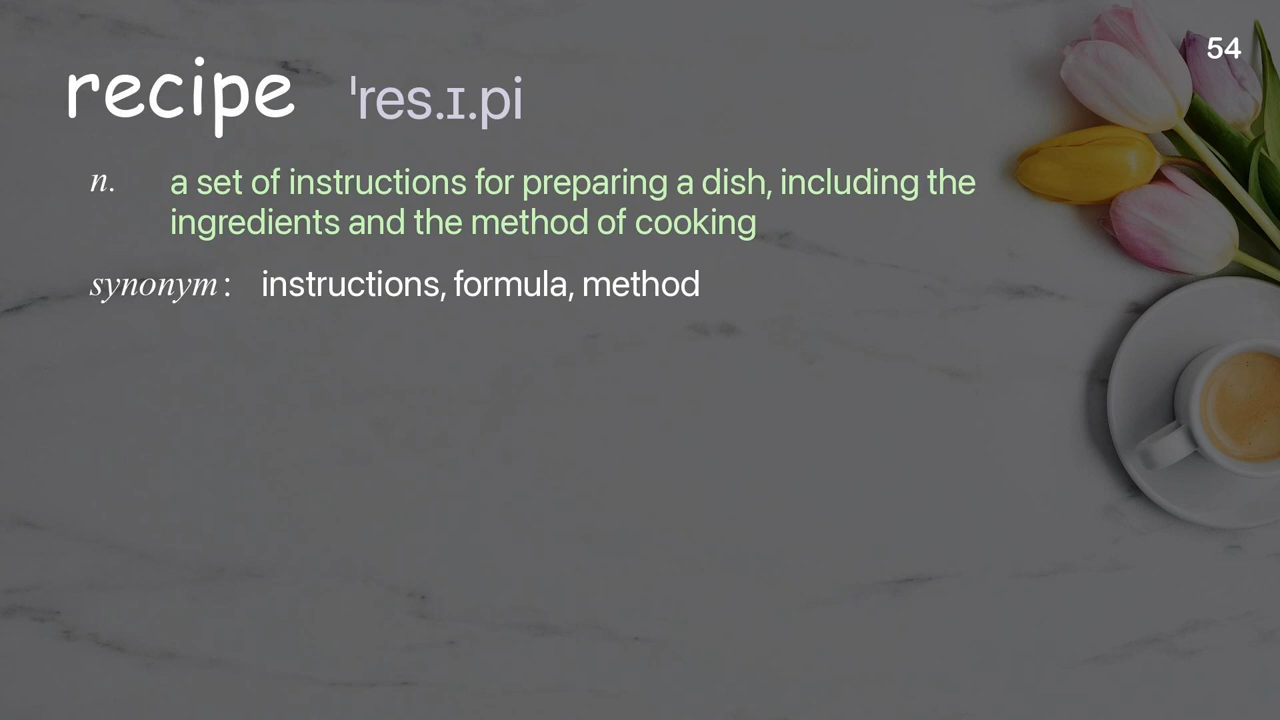 54
recipe ˈres.ɪ.pi
n. a set of instructions for preparing a dish, including the
ingredients and the method of cooking
synonym: instructions, formula, method